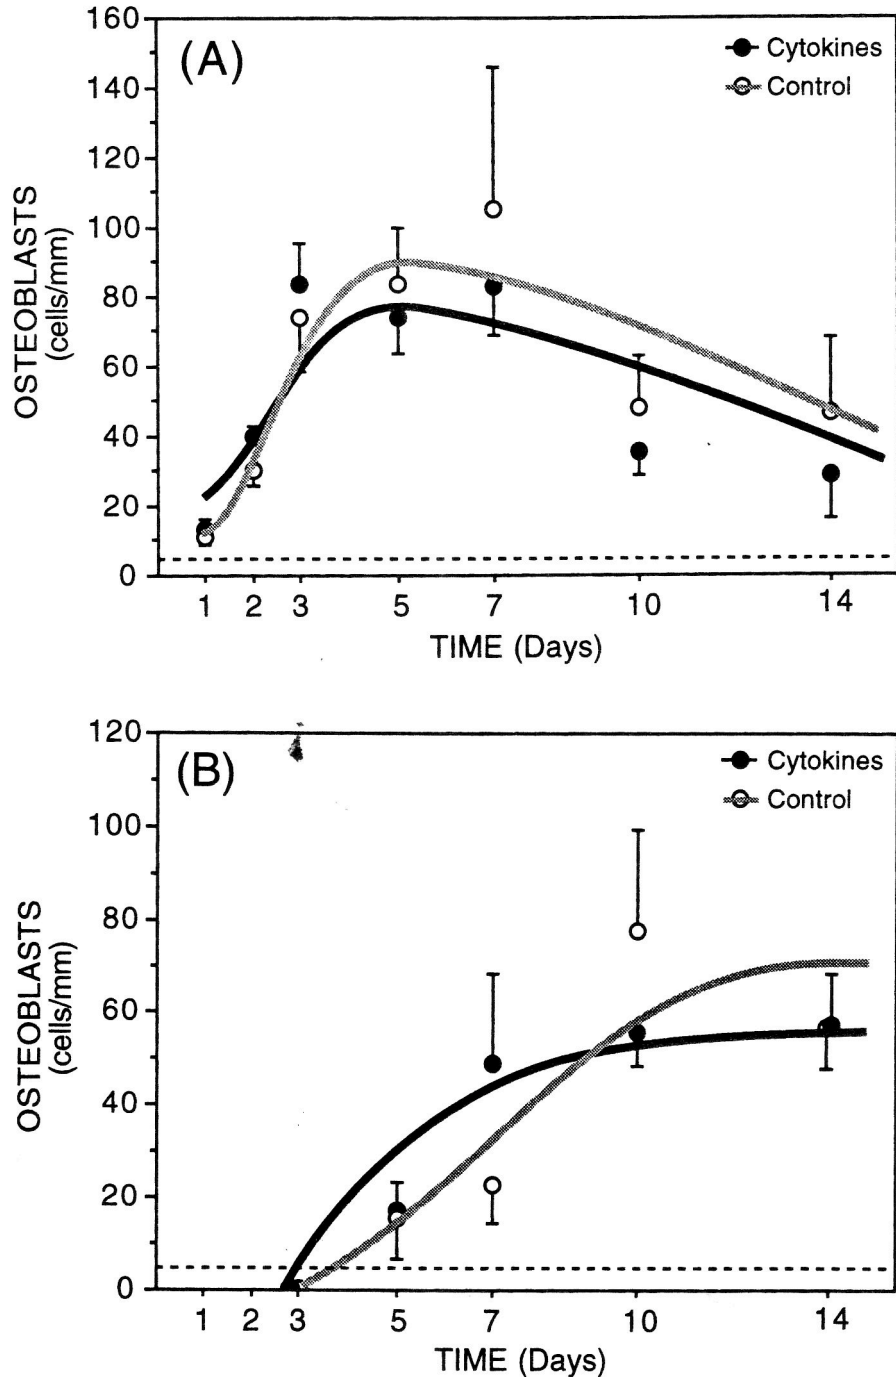 160
140
120
100
80
60
40
20
0
OSTEOBLASTS
(cells/mm)
(A)
Cytokines
Control
1 2 3 5 7 10 14
TIME (Days)
120
100
80
60
40
20
0
OSTEOBLASTS
(cells/mm)
(B)
Cytokines
Control
1 2 3 5 7 10 14
TIME (Days)